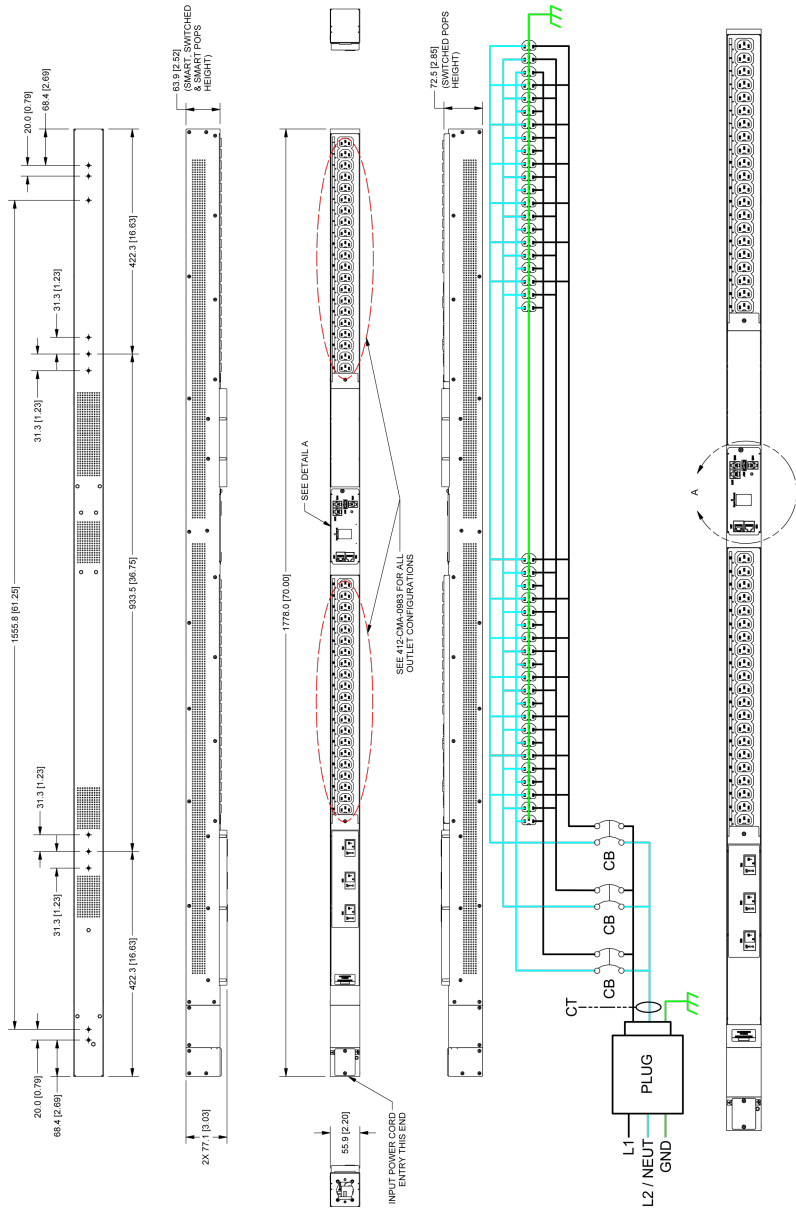 20.0 [0.79]
68.4 [2.69]
1555.8 [61.25]
31.3 [1.23]
31.3 [1.23]
422.3 [16.63]
933.5 [36.75]
31.3 [1.23]
31.3 [1.23]
422.3 [16.63]
20.0 [0.79]
68.4 [2.69]
63.9 [2.52]
(SMART, SWITCHED
& SMART POPS
HEIGHT)
2X 77.1 [3.03]
1778.0 [70.00]
SEE DETAIL A
SEE 412-CMA-0983 FOR ALL
OUTLET CONFIGURATIONS
55.9 [2.20]
INPUT POWER CORD
ENTRY THIS END
72.5 [2.85]
(SWITCHED POPS
HEIGHT)
CB
CB
CB
CT
PLUG
L1
L2 / NEUT
GND
A